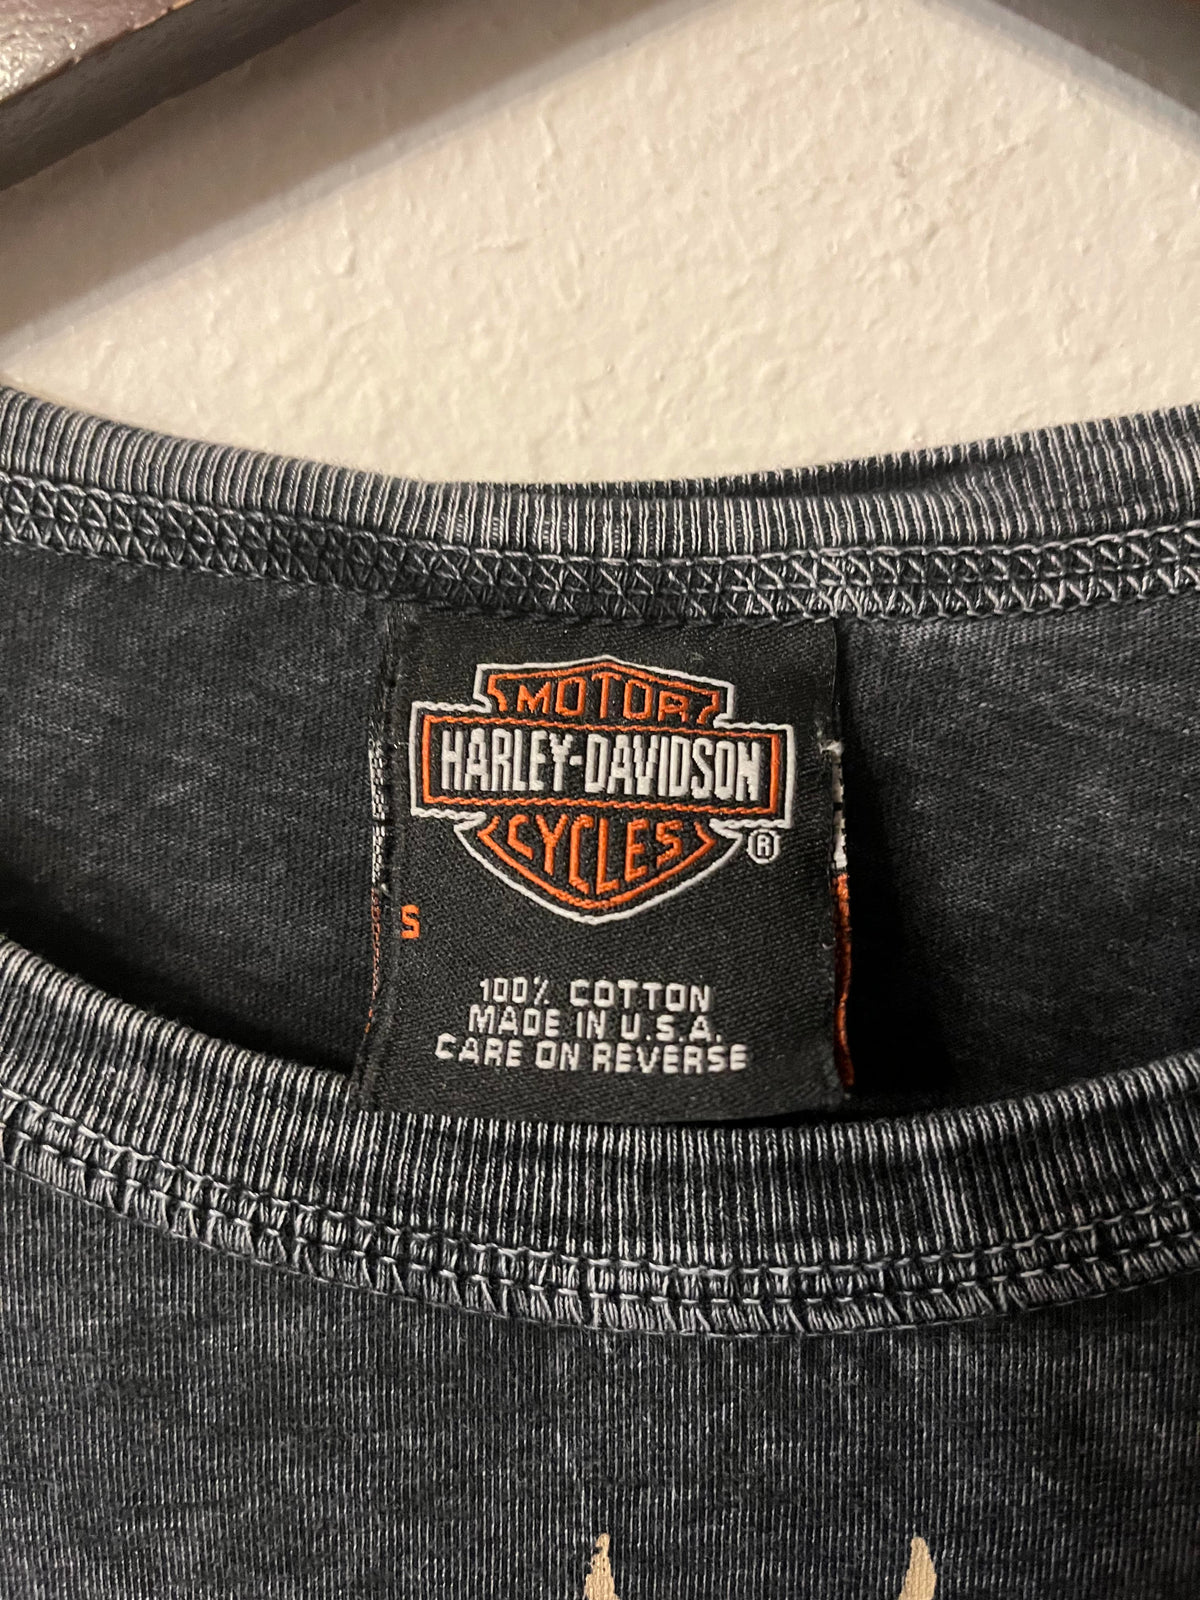 MOTOR
HARLEY-DAVIDSON
CYCLES
®
S
100% COTTON
MADE IN U.S.A.
CARE ON REVERSE